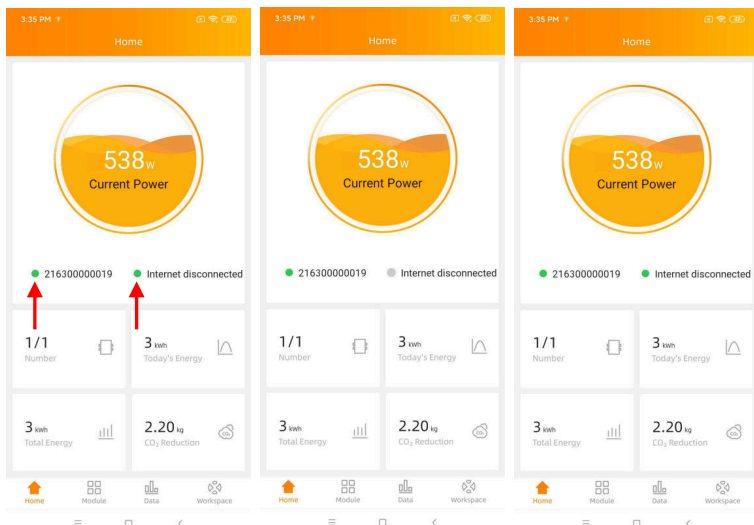 3:35 PM
Home
538 W
Current Power
216300000019 Internet disconnected
1/1
Number
3 kWh
Today's Energy
3 kWh
Total Energy
2.20 kg
CO₂ Reduction
Home Module Data Workspace
3:35 PM
Home
538 W
Current Power
216300000019 Internet disconnected
1/1
Number
3 kWh
Today's Energy
3 kWh
Total Energy
2.20 kg
CO₂ Reduction
Home Module Data Workspace
3:35 PM
Home
538 W
Current Power
216300000019 Internet disconnected
1/1
Number
3 kWh
Today's Energy
3 kWh
Total Energy
2.20 kg
CO₂ Reduction
Home Module Data Workspace